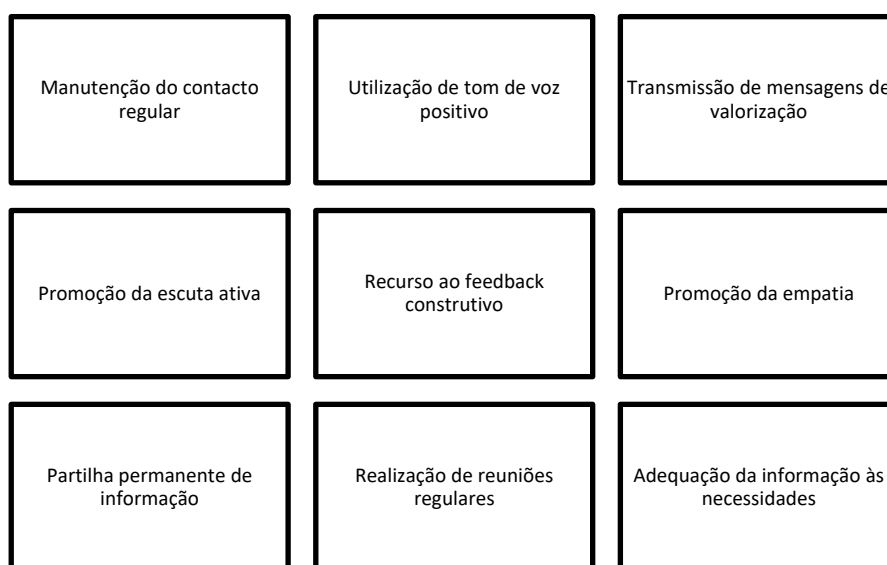 Manutenção do contacto
regular
Utilização de tom de voz
positivo
Transmissão de mensagens de
valorização
Promoção da escuta ativa
Recurso ao feedback
construtivo
Promoção da empatia
Partilha permanente de
informação
Realização de reuniões
regulares
Adequação da informação às
necessidades